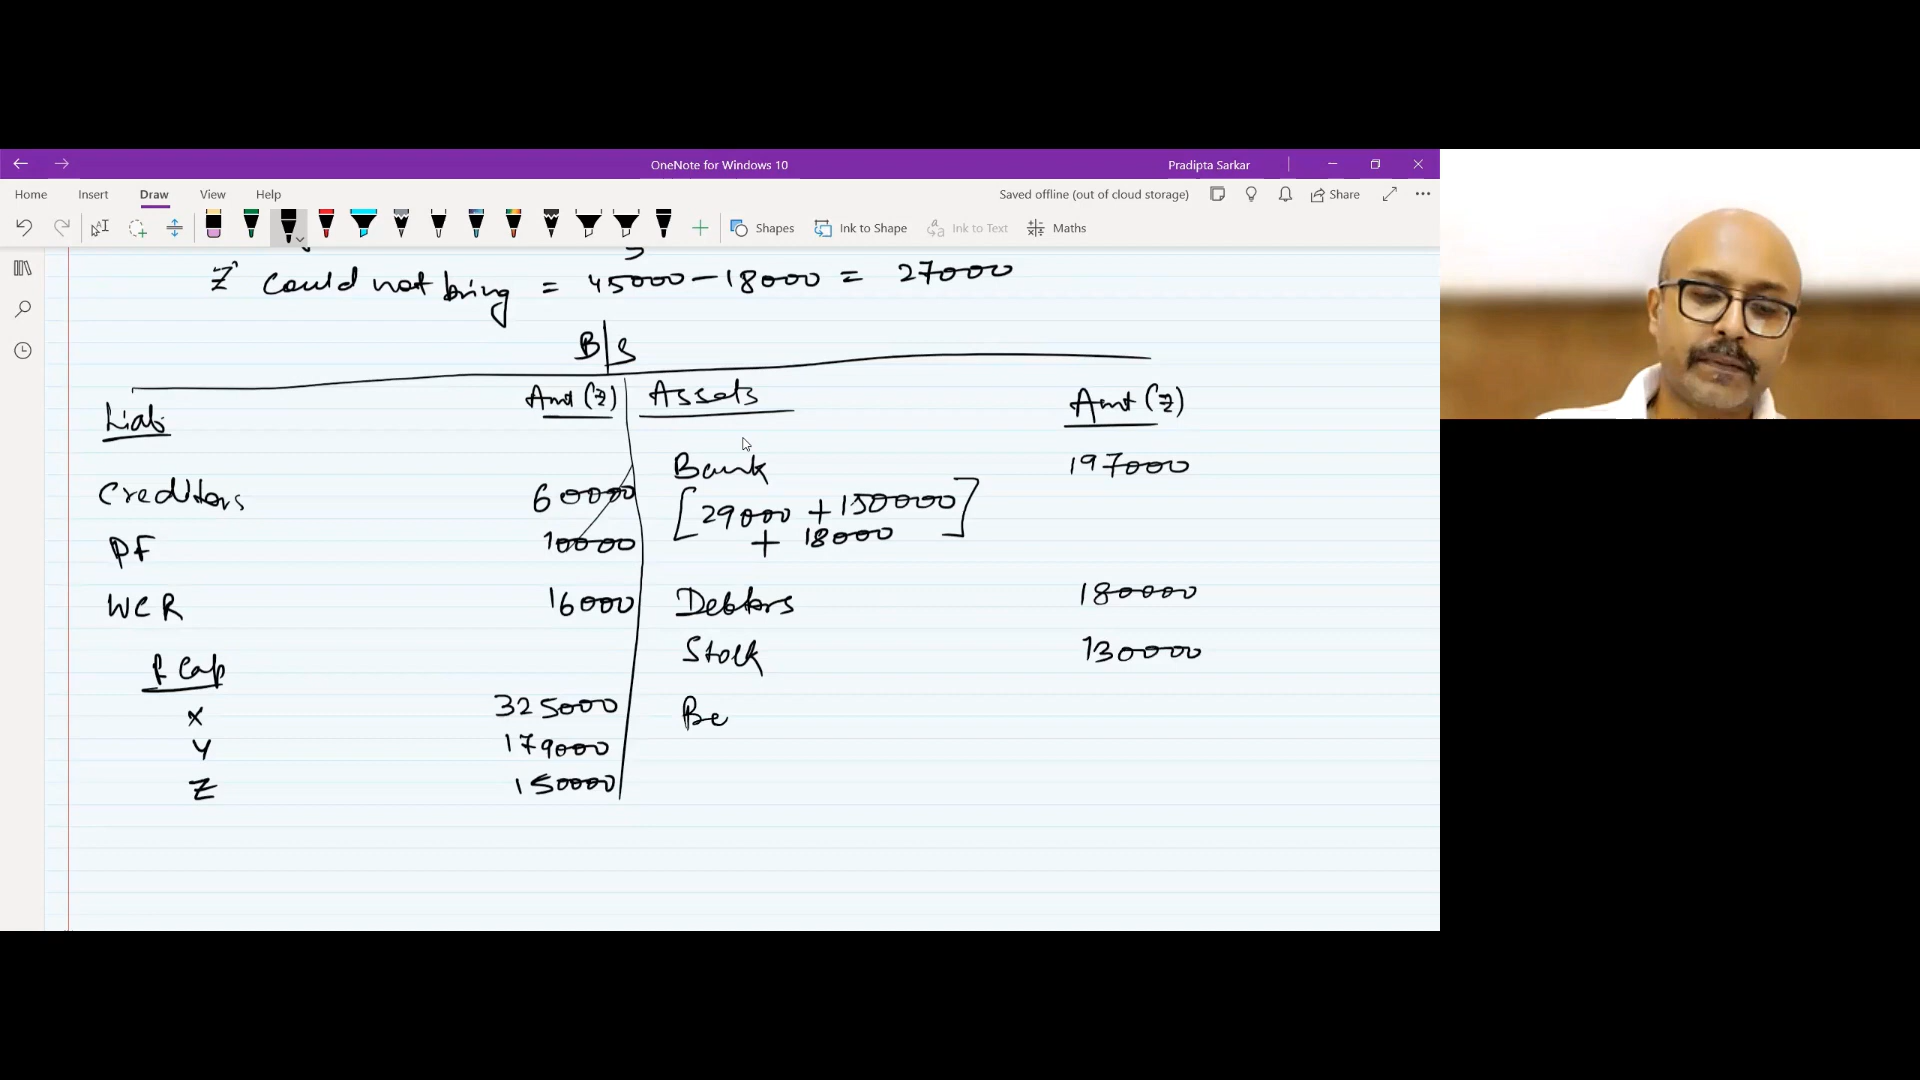 OneNote for Windows 10
Pradipta Sarkar
Home Insert Draw View Help
Saved offline (out of cloud storage)
Share
Shapes Ink to Shape Ink to Text Maths
Z could not bring = 45000 - 18000 = 27000
B/S
Liab Amt (₹) Assets Amt (₹)
Bank 197000
Creditors 60000
[29000 + 150000
+ 18000]
PF 10000
WCR 16000 Debtors 180000
Stock 130000
P Cap
X 325000 Be
Y 179000
Z 150000